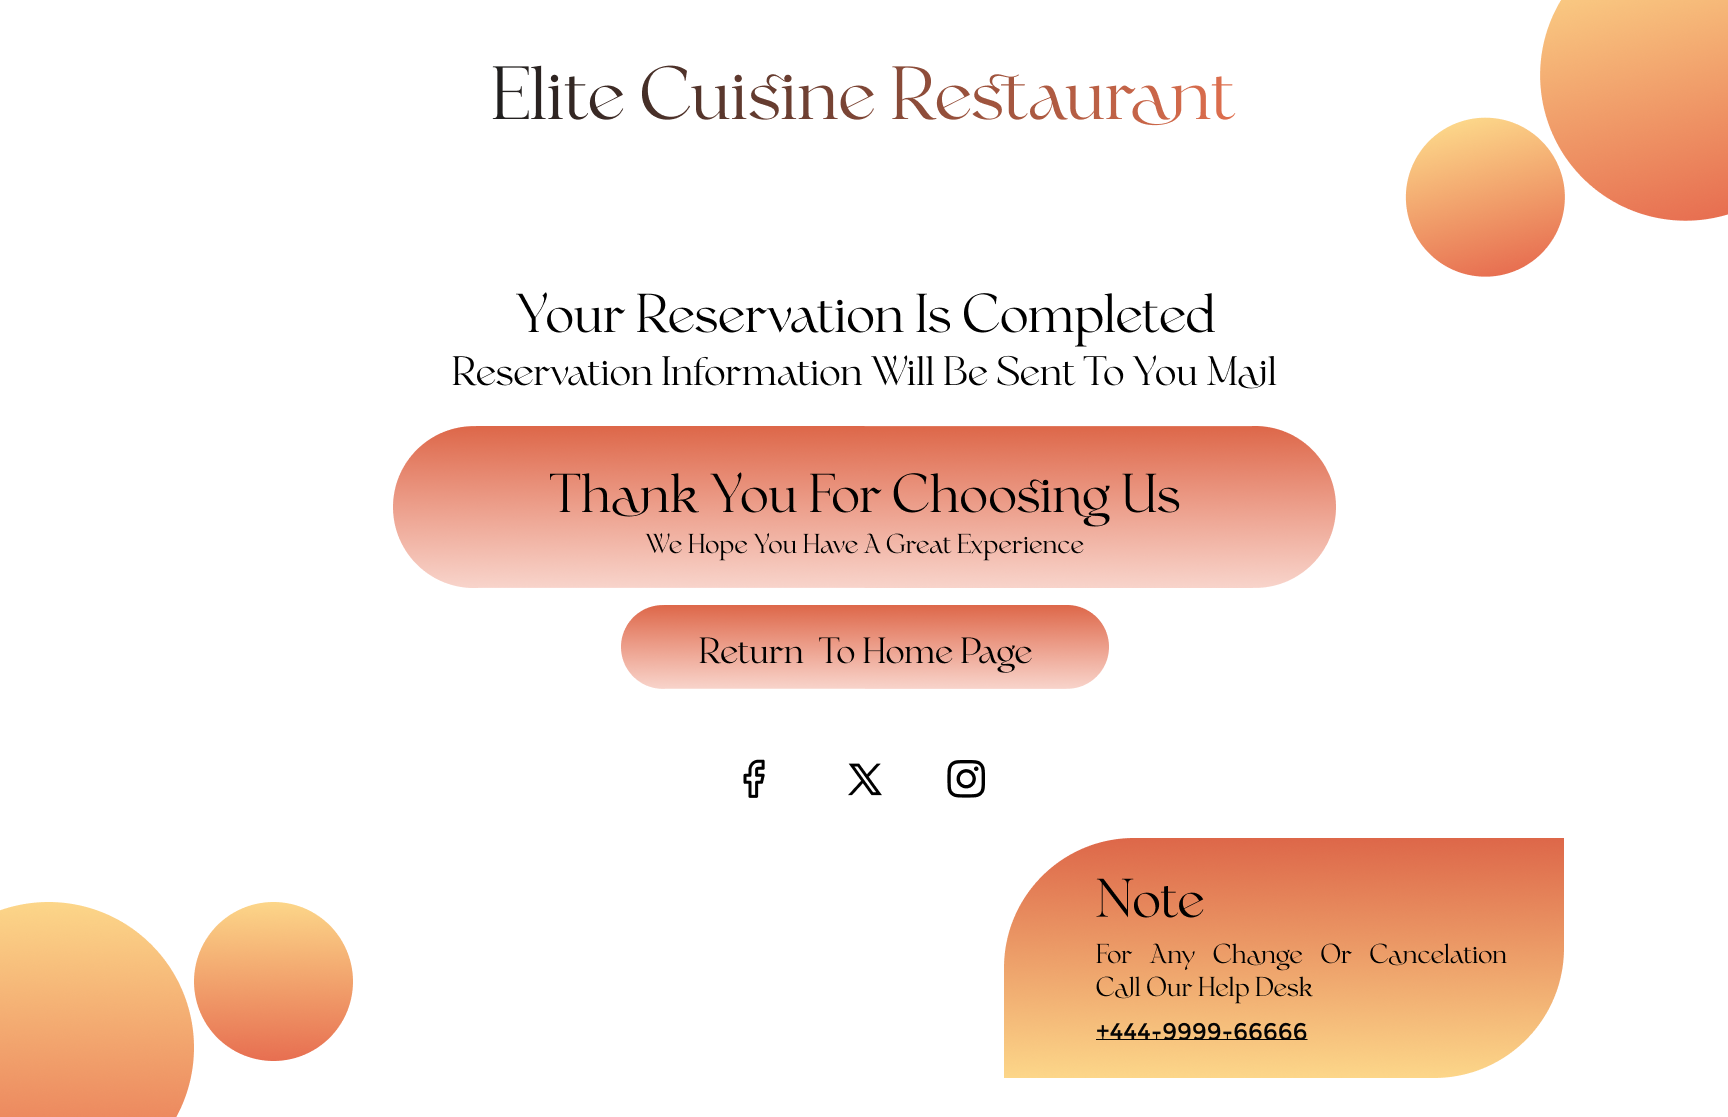 Elite Cuisine Restaurant
Your Reservation Is Completed
Reservation Information Will Be Sent To You Mail
Thank You For Choosing Us
We Hope You Have A Great Experience
Return To Home Page
Note
For Any Change Or Cancelation
Call Our Help Desk
+444-9999-66666